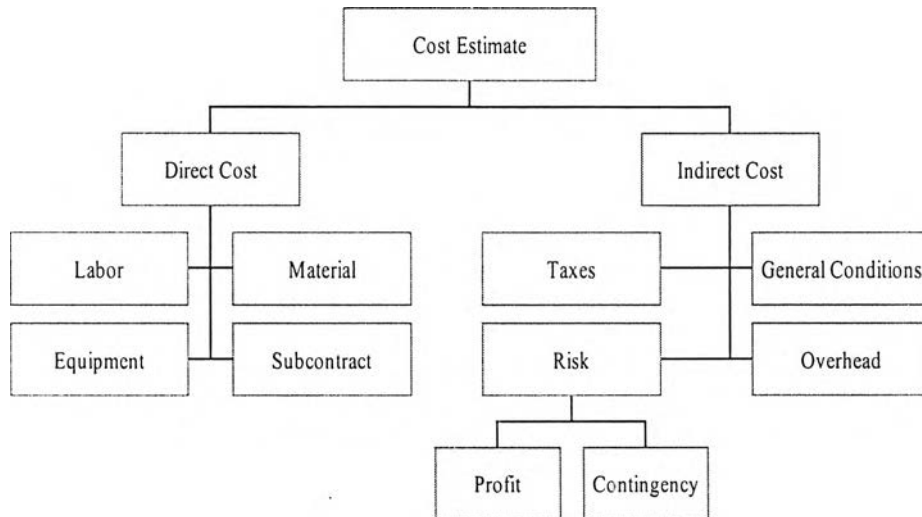 Cost Estimate
Direct Cost
Indirect Cost
Labor
Material
Taxes
General Conditions
Equipment
Subcontract
Risk
Overhead
Profit
Contingency